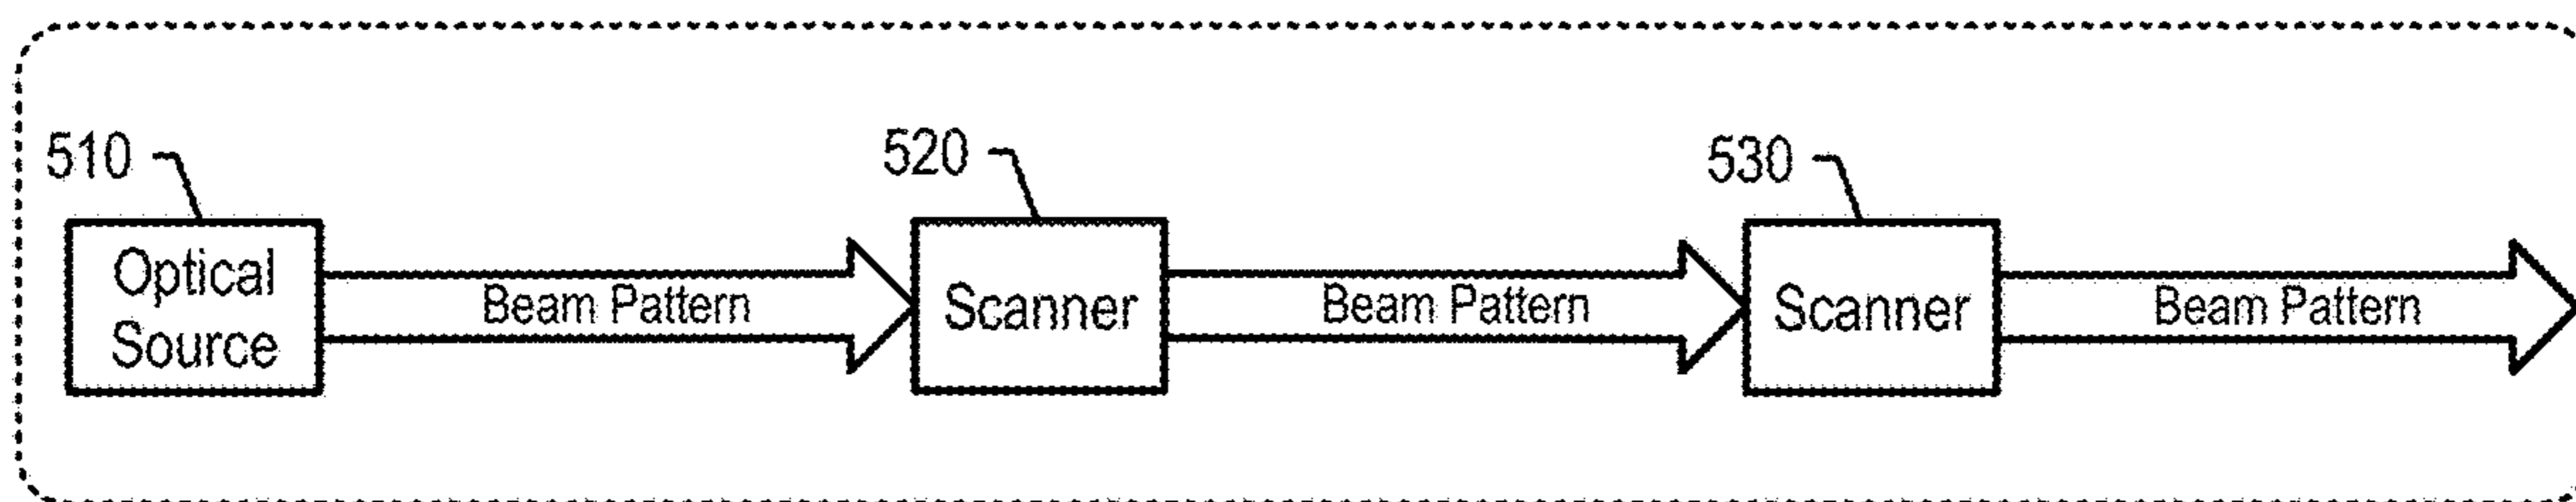 510
520
530
Optical
Source
Beam Pattern
Scanner
Beam Pattern
Scanner
Beam Pattern